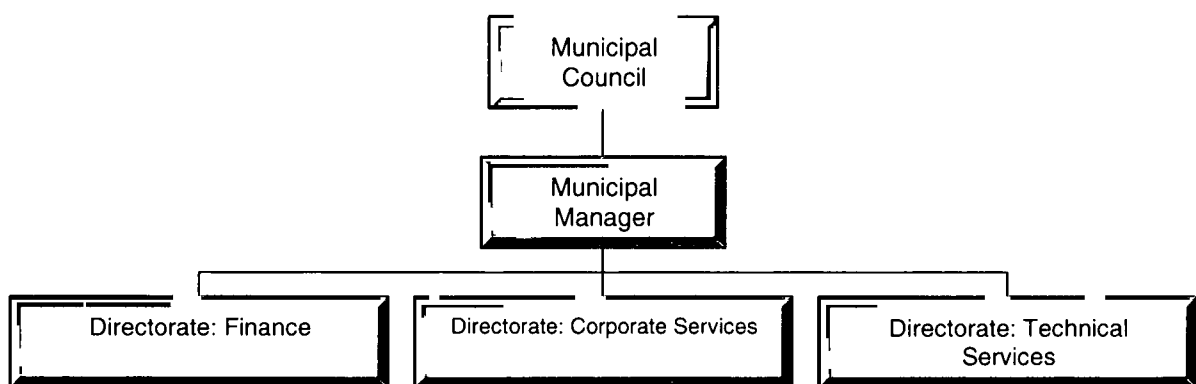 Municipal
Council
Municipal
Manager
Directorate: Finance
Directorate: Corporate Services
Directorate: Technical
Services